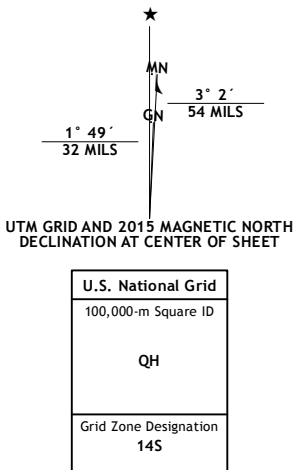 MN
3° 2´
54 MILS
GN
1° 49´
32 MILS
UTM GRID AND 2015 MAGNETIC NORTH
DECLINATION AT CENTER OF SHEET
U.S. National Grid
100,000-m Square ID
QH
Grid Zone Designation
14S